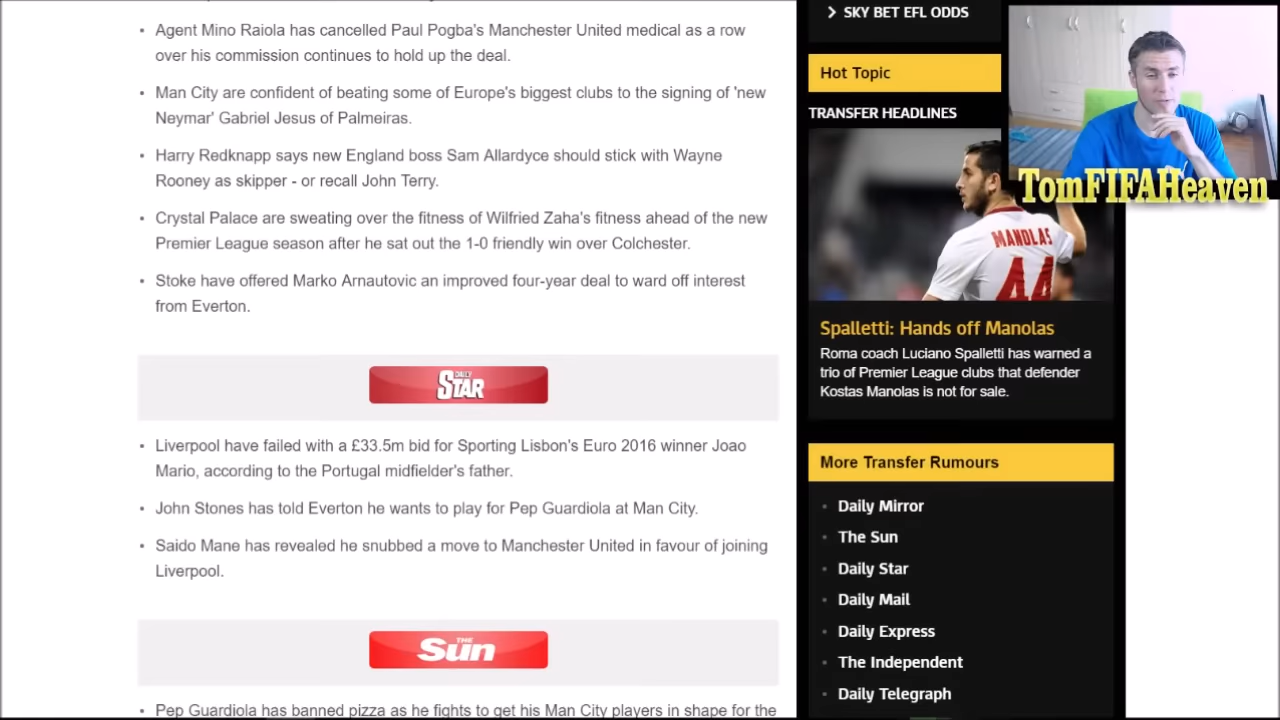 Agent Mino Raiola has cancelled Paul Pogba's Manchester United medical as a row
over his commission continues to hold up the deal.
Man City are confident of beating some of Europe's biggest clubs to the signing of 'new
Neymar' Gabriel Jesus of Palmeiras.
Harry Redknapp says new England boss Sam Allardyce should stick with Wayne
Rooney as skipper - or recall John Terry.
Crystal Palace are sweating over the fitness of Wilfried Zaha's fitness ahead of the new
Premier League season after he sat out the 1-0 friendly win over Colchester.
Stoke have offered Marko Arnautovic an improved four-year deal to ward off interest
from Everton.
DAILY
STAR
Liverpool have failed with a £33.5m bid for Sporting Lisbon's Euro 2016 winner Joao
Mario, according to the Portugal midfielder's father.
John Stones has told Everton he wants to play for Pep Guardiola at Man City.
Saido Mane has revealed he snubbed a move to Manchester United in favour of joining
Liverpool.
THE
Sun
Pep Guardiola has banned pizza as he fights to get his Man City players in shape for the
> SKY BET EFL ODDS
Hot Topic
TRANSFER HEADLINES
MANOLAS
44
TomFIFAHeaven
Spalletti: Hands off Manolas
Roma coach Luciano Spalletti has warned a
trio of Premier League clubs that defender
Kostas Manolas is not for sale.
More Transfer Rumours
Daily Mirror
The Sun
Daily Star
Daily Mail
Daily Express
The Independent
Daily Telegraph